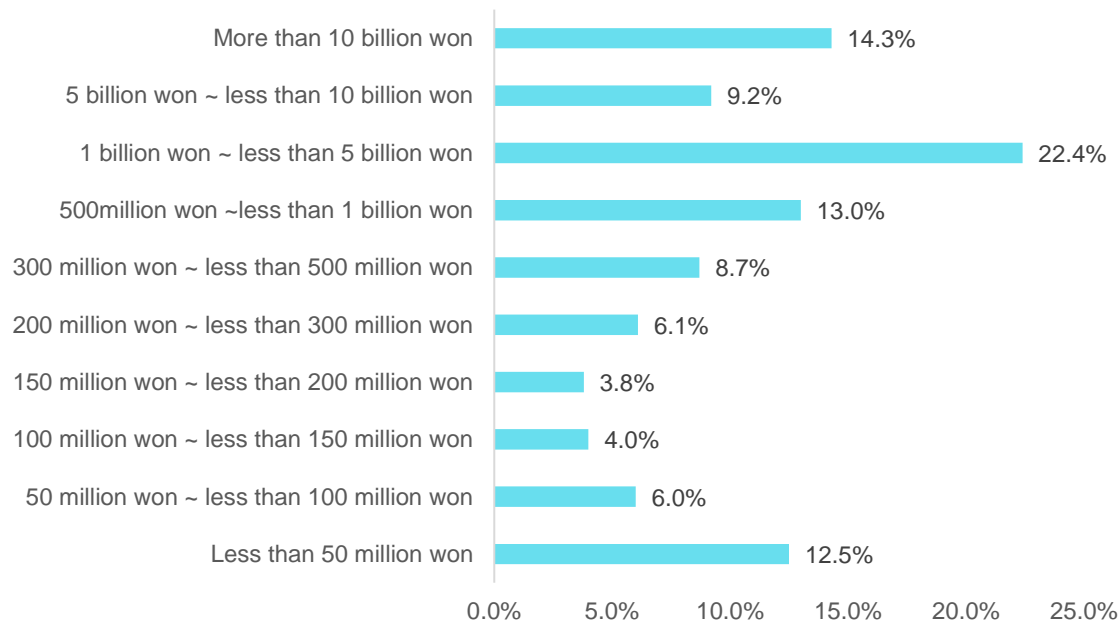 More than 10 billion won 14.3%
5 billion won ~ less than 10 billion won 9.2%
1 billion won ~ less than 5 billion won 22.4%
500million won ~less than 1 billion won 13.0%
300 million won ~ less than 500 million won 8.7%
200 million won ~ less than 300 million won 6.1%
150 million won ~ less than 200 million won 3.8%
100 million won ~ less than 150 million won 4.0%
50 million won ~ less than 100 million won 6.0%
Less than 50 million won 12.5%
0.0% 5.0% 10.0% 15.0% 20.0% 25.0%